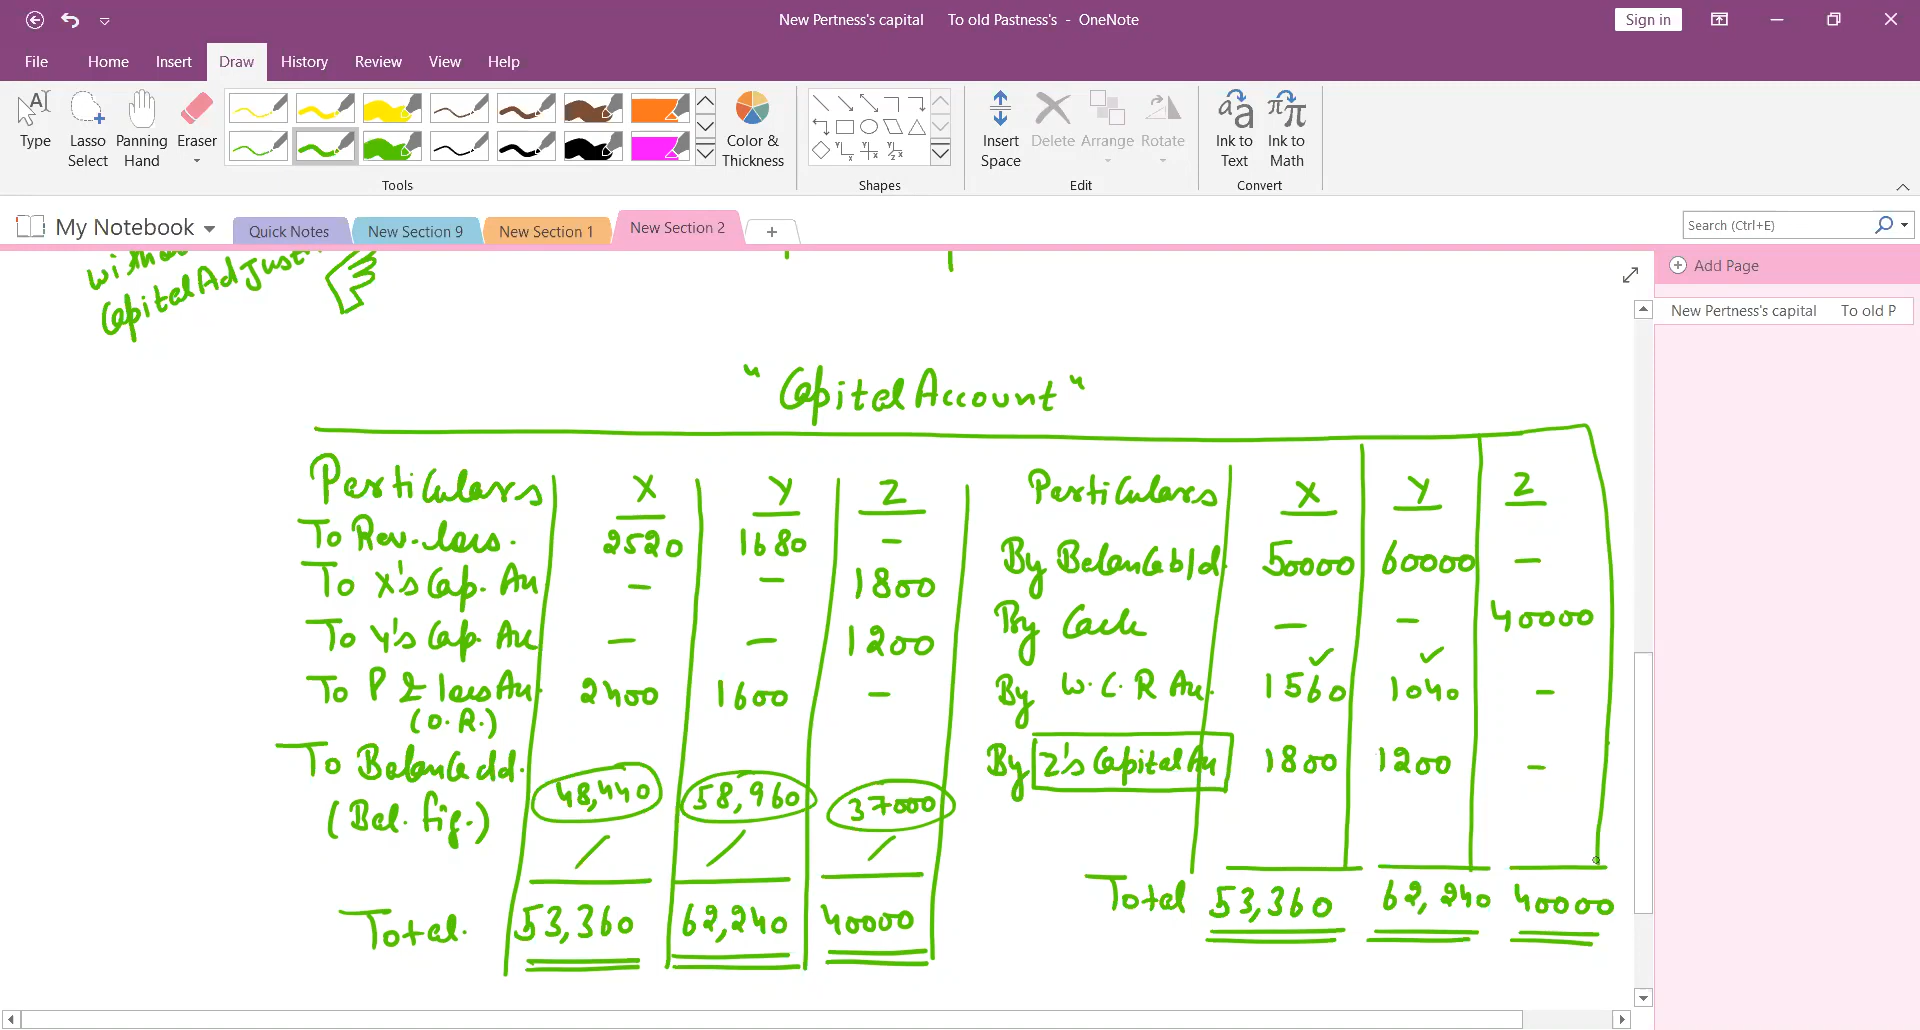 New Pertness's capital To old Pastness's - OneNote
Sign in
File Home Insert Draw History Review View Help
Type
Lasso Select
Panning Hand
Eraser
Color & Thickness
Insert Space
Delete Arrange Rotate
Ink to Text
Ink to Math
Tools Shapes Edit Convert
My Notebook Quick Notes New Section 9 New Section 1 New Section 2
Search (Ctrl+E)
Add Page
New Pertness's capital To old P
Capital Adjust
"Capital Account"
Perticulars X Y Z Perticulars X Y Z
To Rev. loss. 2520 1680 -
By Balance b/d. 50000 60000 -
To X's Cap. A/c - - 1800
By Cash - - 40000
To Y's Cap. A/c - - 1200
To P & loss A/c. 2400 1600 -
(O.R.)
By W.C.R A/c. 1560 1040 -
To Balance c/d. 48,440 58,960 37000
(Bal. fig.)
By Z's Capital A/c 1800 1200 -
Total. 53,360 62,240 40000
Total 53,360 62,240 40000